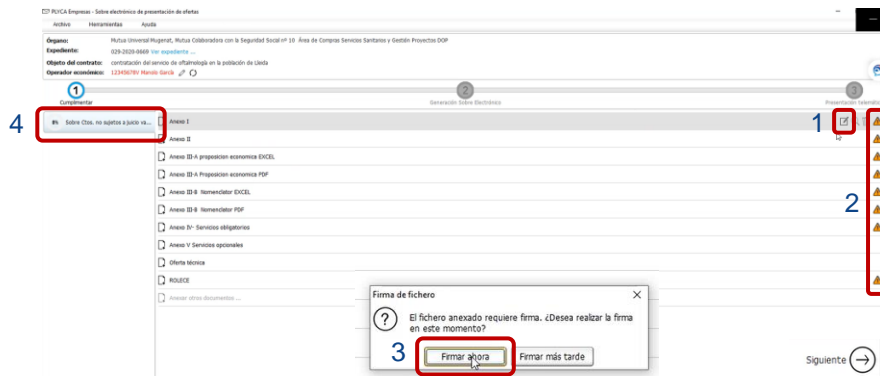 PLYCA Empresas - Sobre electrónico de presentación de ofertas
Archivo Herramientas Ayuda
Órgano: Mutua Universal Mugenat, Mutua Colaboradora con la Seguridad Social nº 10 Área de Compras Servicios Sanitarios y Gestión Proyectos DOP
Expediente: 029-2020-0669 Ver expediente ...
Objeto del contrato: contratación del servicio de oftalmología en la población de Lleida
Operador económico: 12345678V Manolo García
1 2 3
Cumplimentar Generación Sobre Electrónico Presentación telemátic
4 0% Sobre Ctos. no sujetos a juicio va... Anexo I 1
Anexo II
Anexo III-A proposicion economica EXCEL
Anexo III-A Proposicion economica PDF
Anexo III-B Nomenclator EXCEL
Anexo III-B Nomenclator PDF 2
Anexo IV- Servicios obligatorios
Anexo V Servicios opcionales
Oferta técnica
ROLECE
Anexar otros documentos ...
Firma de fichero
El fichero anexado requiere firma. ¿Desea realizar la firma
en este momento?
3 Firmar ahora Firmar más tarde
Siguiente